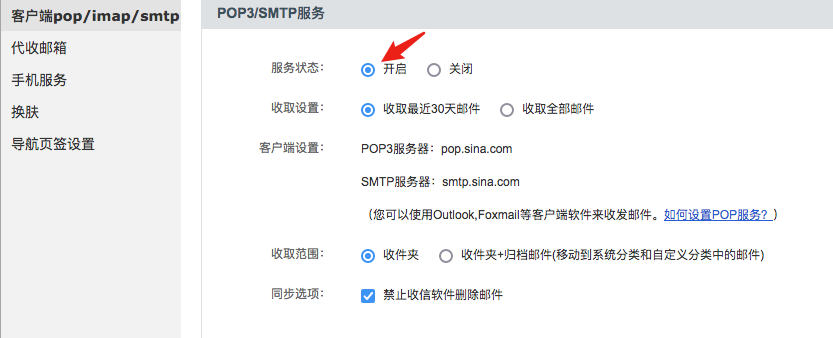 客户端pop/imap/smtp
代收邮箱
手机服务
换肤
导航页签设置
POP3/SMTP服务
服务状态： 开启 关闭
收取设置： 收取最近30天邮件 收取全部邮件
客户端设置： POP3服务器：pop.sina.com
SMTP服务器：smtp.sina.com
（您可以使用Outlook,Foxmail等客户端软件来收发邮件。如何设置POP服务？）
收取范围： 收件夹 收件夹+归档邮件(移动到系统分类和自定义分类中的邮件)
同步选项： 禁止收信软件删除邮件